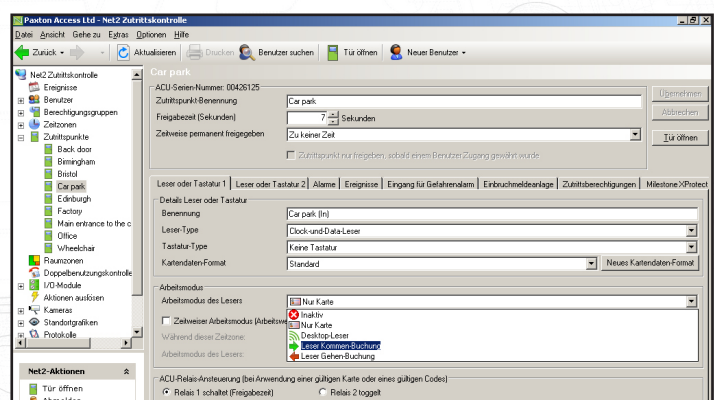 Paxton Access Ltd - Net2 Zutrittskontrolle
Datei Ansicht Gehe zu Extras Optionen Hilfe
Zurück Aktualisieren Drucken Benutzer suchen Tür öffnen Neuer Benutzer
Net2 Zutrittskontrolle
Ereignisse
Benutzer
Berechtigungsgruppen
Zeitzonen
Zutrittspunkte
Back door
Birmingham
Bristol
Car park
Edinburgh
Factory
Main entrance to the c
Office
Wheelchair
Raumzonen
Doppelbenutzungskontrolle
I/O-Module
Aktionen auslösen
Kameras
Standortgrafiken
Protokolle
Net2-Aktionen
Tür öffnen
Abmelden
Car park
ACU-Serien-Nummer: 00426125
Zutrittspunkt-Benennung Car park
Freigabezeit (Sekunden) 7 Sekunden
Zeitweise permanent freigegeben Zu keiner Zeit
Zutrittspunkt nur freigeben, sobald einem Benutzer Zugang gewährt wurde
Übernehmen
Abbrechen
Tür öffnen
Leser oder Tastatur 1 Leser oder Tastatur 2 Alarme Ereignisse Eingang für Gefahrenalarm Einbruchmeldeanlage Zutrittsberechtigungen Milestone XProtect
Details Leser oder Tastatur
Benennung Car park (In)
Leser-Type Clock-und-Data-Leser
Tastatur-Type Keine Tastatur
Kartendaten-Format Standard Neues Kartendaten-Format
Arbeitsmodus
Arbeitsmodus des Lesers Nur Karte
Inaktiv
Nur Karte
Desktop-Leser
Leser Kommen-Buchung
Leser Gehen-Buchung
Zeitweiser Arbeitsmodus (Arbeitswe
Während dieser Zeitzone:
Arbeitsmodus des Lesers:
ACU-Relais-Ansteuerung (bei Anwendung einer gültigen Karte oder eines gültigen Codes)
Relais 1 schaltet (Freigabezeit) Relais 2 toggelt